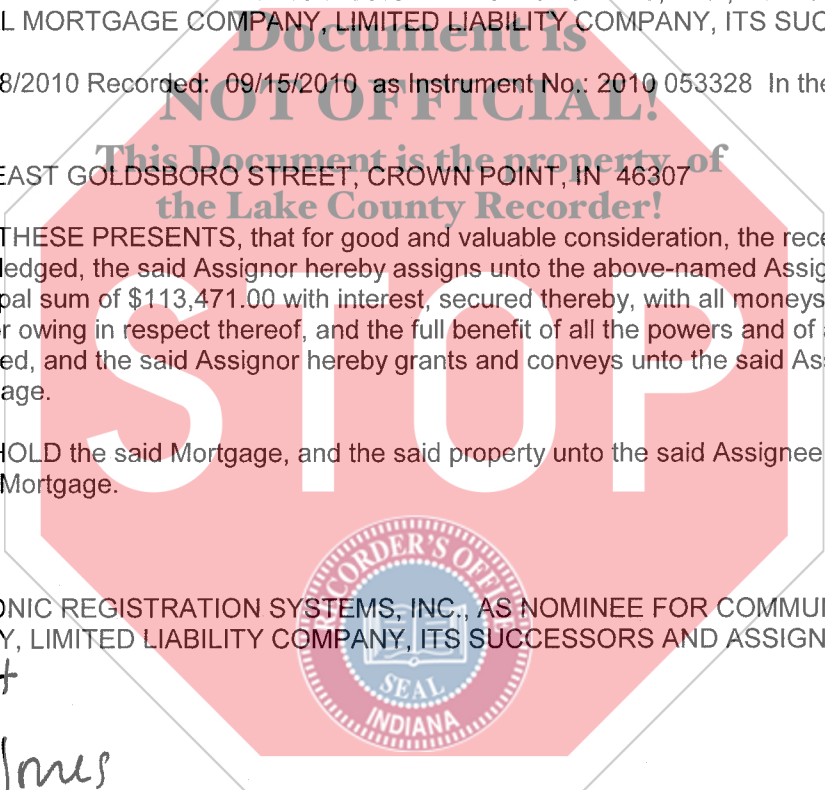 L MORTGAGE COMPANY, LIMITED LIABILITY COMPANY, ITS SUC
Document is
8/2010 Recorded: 09/15/2010 as Instrument No.: 2010 053328 In the
NOT OFFICIAL!
This Document is the property of
EAST GOLDSBORO STREET, CROWN POINT, IN 46307
the Lake County Recorder!
THESE PRESENTS, that for good and valuable consideration, the rece
ledged, the said Assignor hereby assigns unto the above-named Assig
pal sum of $113,471.00 with interest, secured thereby, with all moneys
r owing in respect thereof, and the full benefit of all the powers and of a
ed, and the said Assignor hereby grants and conveys unto the said Ass
age.
STOP
HOLD the said Mortgage, and the said property unto the said Assignee
Mortgage.
RECORDER'S OFFICE
ONIC REGISTRATION SYSTEMS, INC., AS NOMINEE FOR COMMU
Y, LIMITED LIABILITY COMPANY, ITS SUCCESSORS AND ASSIGN
SEAL
INDIANA